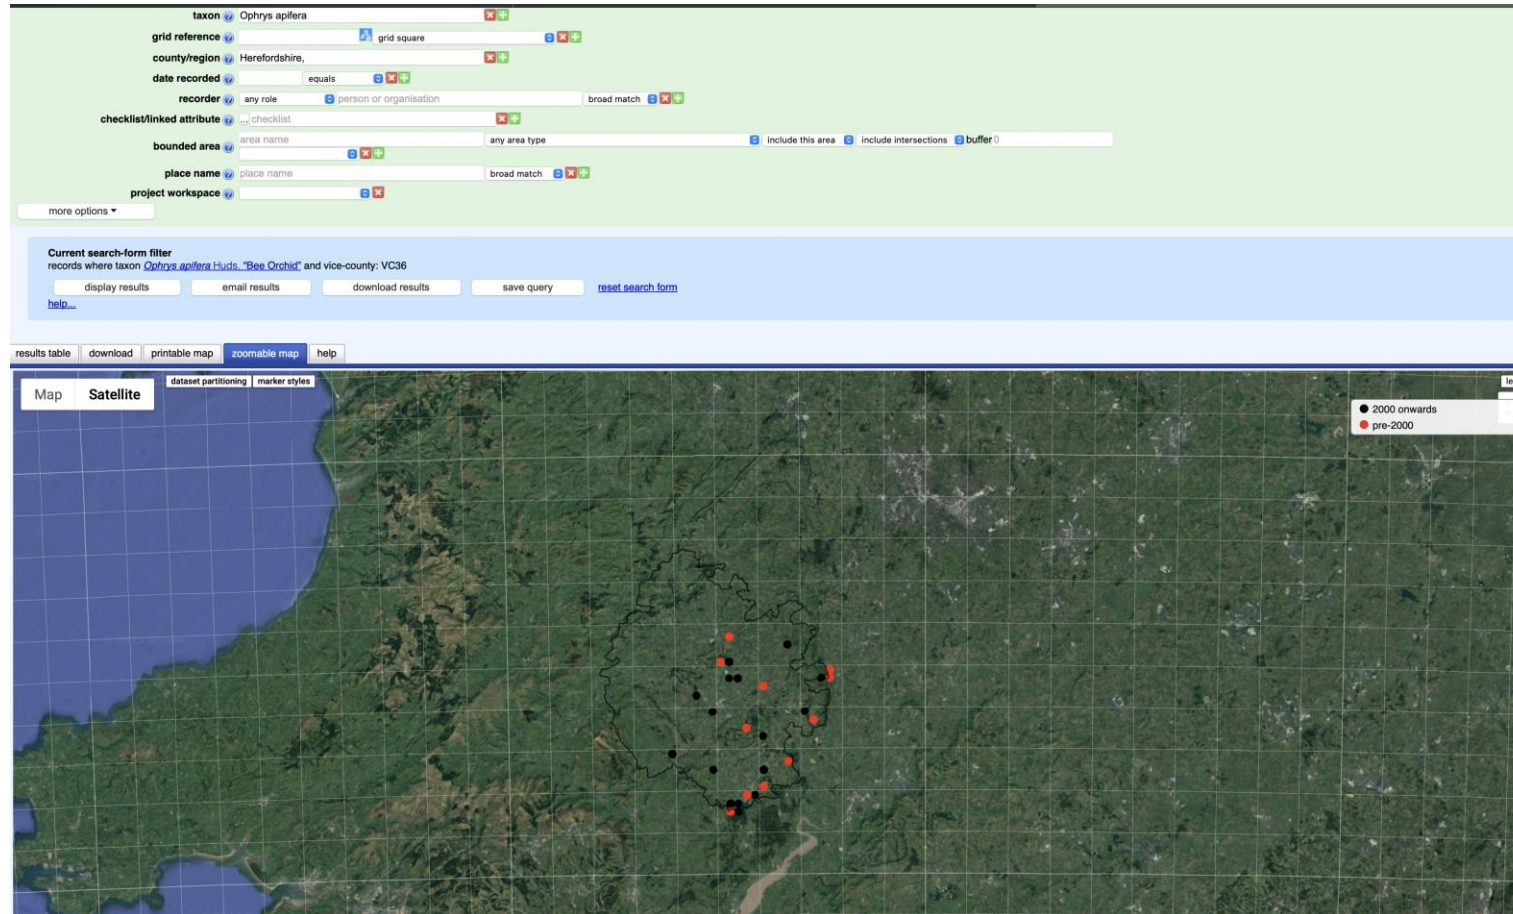 taxon Ophrys apifera
grid reference grid square
county/region Herefordshire,
date recorded equals
recorder any role person or organisation broad match
checklist/linked attribute ... checklist
bounded area area name any area type include this area include intersections buffer 0
place name place name broad match
project workspace
more options
Current search-form filter
records where taxon Ophrys apifera Huds. "Bee Orchid" and vice-county: VC36
display results email results download results save query reset search form
help...
results table download printable map zoomable map help
Map Satellite dataset partitioning marker styles le
2000 onwards
pre-2000